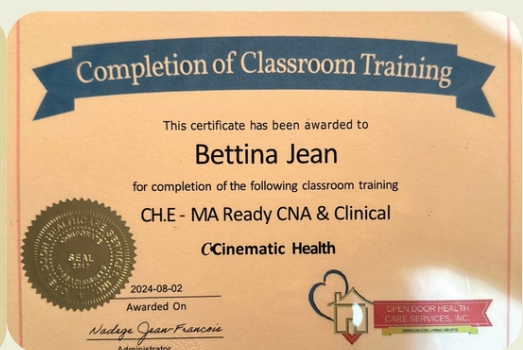 Completion of Classroom Training
This certificate has been awarded to
Bettina Jean
for completion of the following classroom training
CH.E - MA Ready CNA & Clinical
Cinematic Health
SEAL
2024-08-02
Awarded On
OPEN DOOR HEALTH
CARE SERVICES, INC.
Nadege Jean-Francois
Administrator